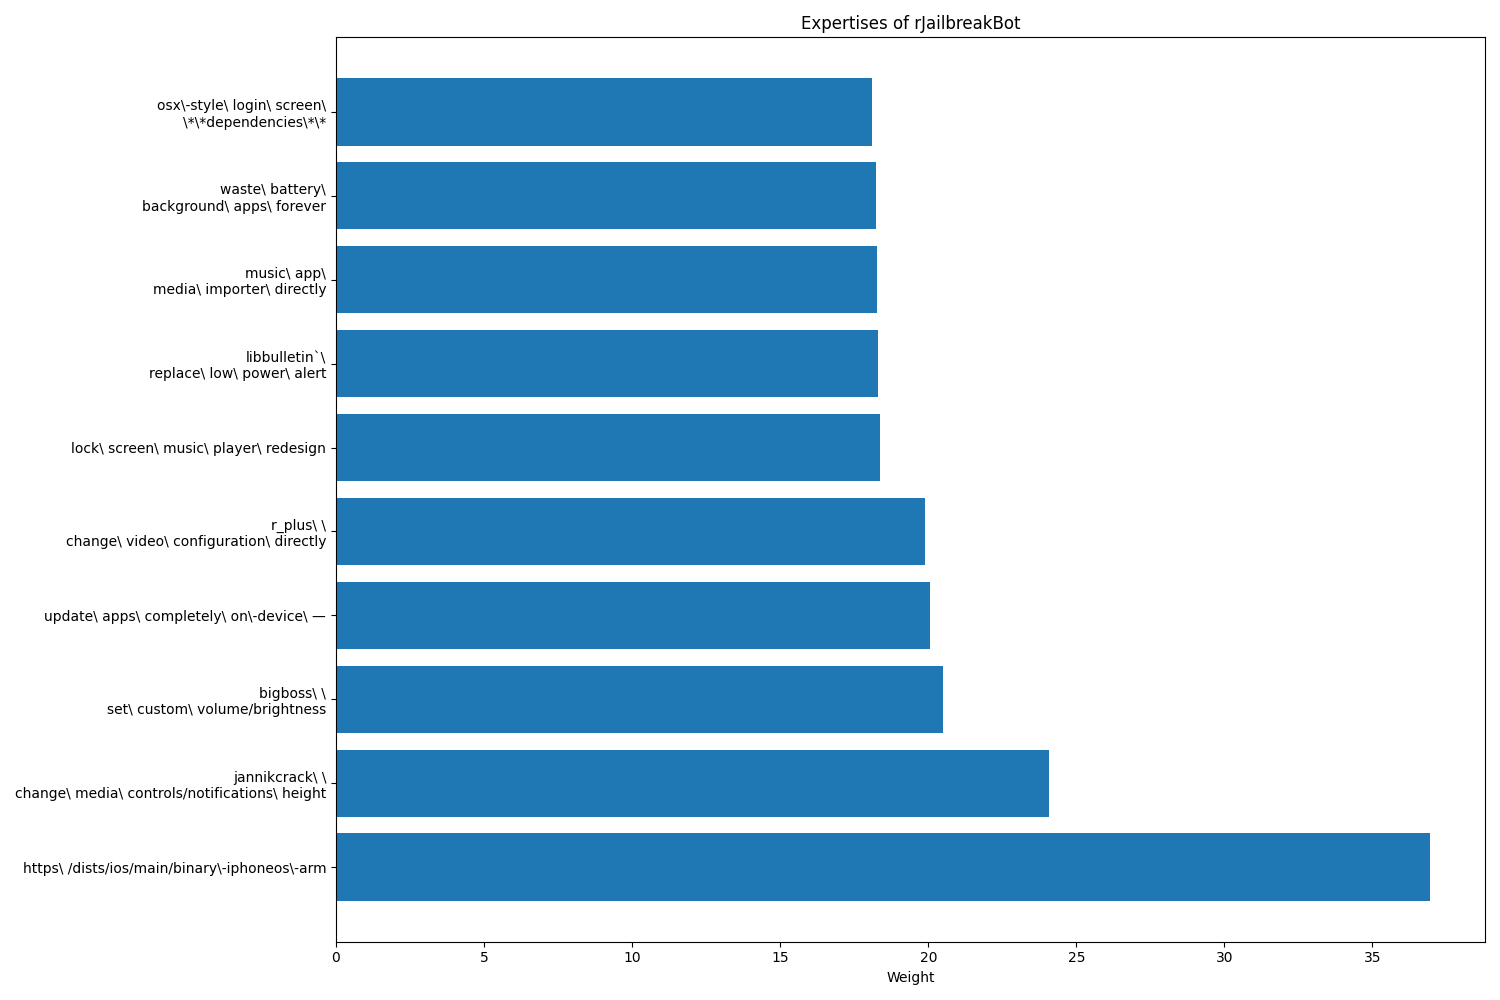 Expertises of rJailbreakBot
osx\-style\ login\ screen\
\*\*dependencies\*\*
waste\ battery\
background\ apps\ forever
music\ app\
media\ importer\ directly
libbulletin`\
replace\ low\ power\ alert
lock\ screen\ music\ player\ redesign
r_plus\ \
change\ video\ configuration\ directly
update\ apps\ completely\ on\-device\ —
bigboss\ \
set\ custom\ volume/brightness
jannikcrack\ \
change\ media\ controls/notifications\ height
https\ /dists/ios/main/binary\-iphoneos\-arm
0 5 10 15 20 25 30 35
Weight